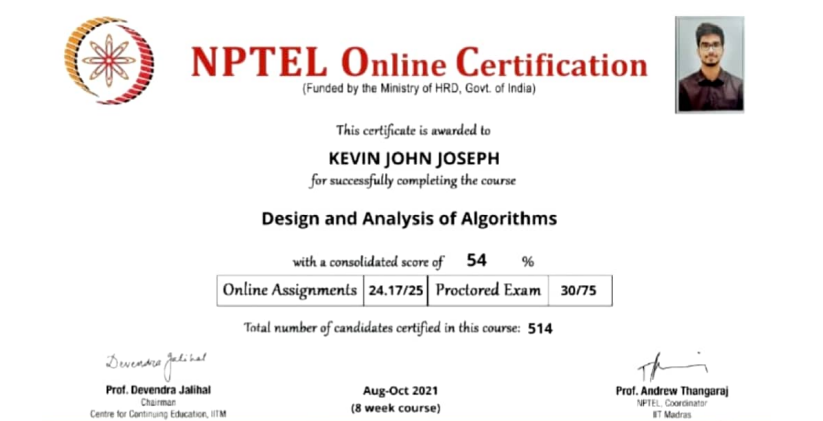 NPTEL Online Certification
(Funded by the Ministry of HRD, Govt. of India)
This certificate is awarded to
KEVIN JOHN JOSEPH
for successfully completing the course
Design and Analysis of Algorithms
with a consolidated score of 54 %
Online Assignments 24.17/25 Proctored Exam 30/75
Total number of candidates certified in this course: 514
Devendra Jalihal
Prof. Devendra Jalihal
Chairman
Centre for Continuing Education, IITM
Aug-Oct 2021
(8 week course)
Prof. Andrew Thangaraj
NPTEL, Coordinator
IIT Madras